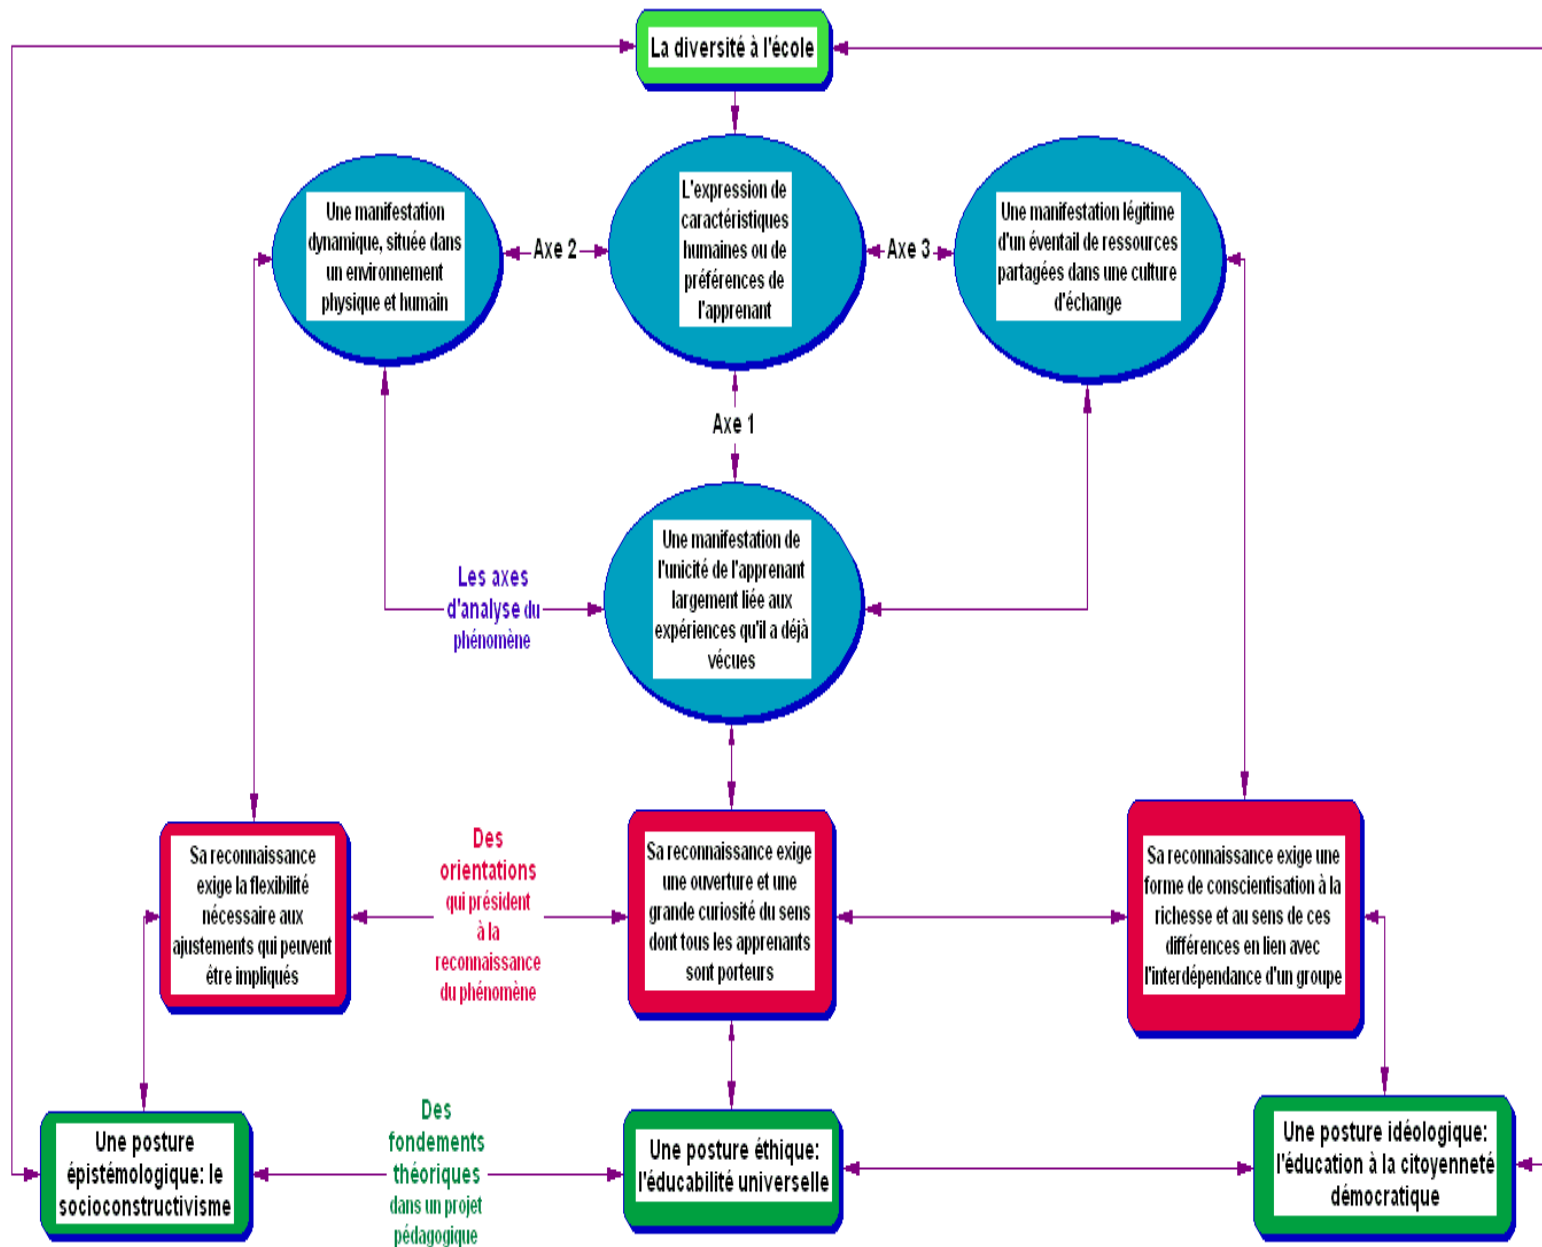 La diversité à l'école
Une manifestation
dynamique, située dans
un environnement
physique et humain
Axe 2
L'expression de
caractéristiques
humaines ou de
préférences de
l'apprenant
Axe 3
Une manifestation légitime
d'un éventail de ressources
partagées dans une culture
d'échange
Axe 1
Les axes
d'analyse du
phénomène
Une manifestation de
l'unicité de l'apprenant
largement liée aux
expériences qu'il a déjà
vécues
Sa reconnaissance
exige la flexibilité
nécessaire aux
ajustements qui peuvent
être impliqués
Des
orientations
qui président
à la
reconnaissance
du phénomène
Sa reconnaissance exige
une ouverture et une
grande curiosité du sens
dont tous les apprenants
sont porteurs
Sa reconnaissance exige une
forme de conscientisation à la
richesse et au sens de ces
différences en lien avec
l'interdépendance d'un groupe
Une posture
épistémologique: le
socioconstructivisme
Des
fondements
théoriques
dans un projet
pédagogique
Une posture éthique:
l'éducabilité universelle
Une posture idéologique:
l'éducation à la citoyenneté
démocratique